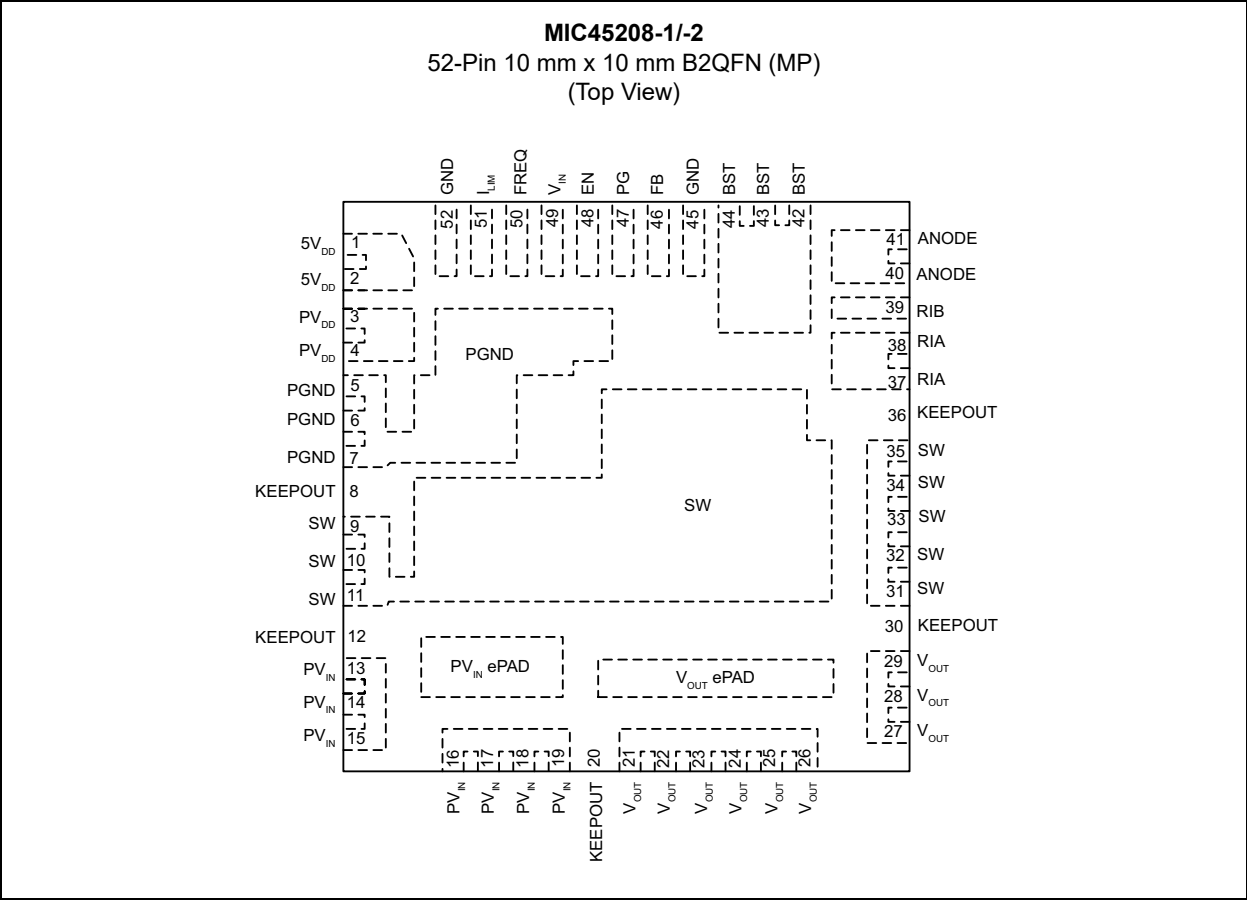 MIC45208-1/-2
52-Pin 10 mm x 10 mm B2QFN (MP)
(Top View)
GND
ILIM
FREQ
VIN
EN
PG
FB
GND
BST
BST
BST
52
51
50
49
48
47
46
45
44
43
42
5VDD 1
5VDD 2
PVDD 3
PVDD 4
PGND 5
PGND 6
PGND 7
KEEPOUT 8
SW 9
SW 10
SW 11
KEEPOUT 12
PVIN 13
PVIN 14
PVIN 15
PGND
SW
PVIN ePAD
VOUT ePAD
41 ANODE
40 ANODE
39 RIB
38 RIA
37 RIA
36 KEEPOUT
35 SW
34 SW
33 SW
32 SW
31 SW
30 KEEPOUT
29 VOUT
28 VOUT
27 VOUT
16
17
18
19
20
21
22
23
24
25
26
PVIN
PVIN
PVIN
PVIN
KEEPOUT
VOUT
VOUT
VOUT
VOUT
VOUT
VOUT